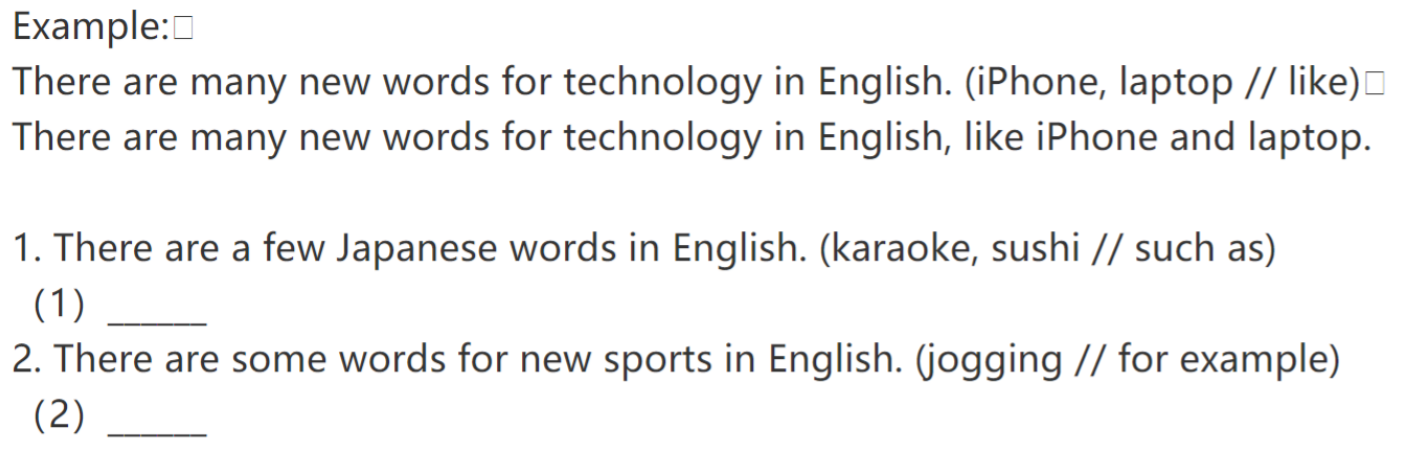 Example:
There are many new words for technology in English. (iPhone, laptop // like)
There are many new words for technology in English, like iPhone and laptop.
1. There are a few Japanese words in English. (karaoke, sushi // such as)
(1) ______
2. There are some words for new sports in English. (jogging // for example)
(2) ______